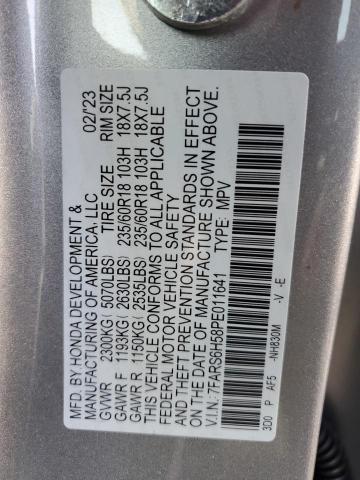 MFD. BY HONDA DEVELOPMENT &
MANUFACTURING OF AMERICA, LLC. 02/'23
GVWR 2300KG( 5070LBS) TIRE SIZE RIM SIZE
GAWR F 1193KG( 2630LBS) 235/60R18 103H 18X7.5J
GAWR R 1150KG( 2535LBS) 235/60R18 103H 18X7.5J
THIS VEHICLE CONFORMS TO ALL APPLICABLE
FEDERAL MOTOR VEHICLE SAFETY
AND THEFT PREVENTION STANDARDS IN EFFECT
ON THE DATE OF MANUFACTURE SHOWN ABOVE.
V.I.N.:7FARS6H58PE011641 TYPE: MPV
3D0 P AF5 -NH830M -V -E